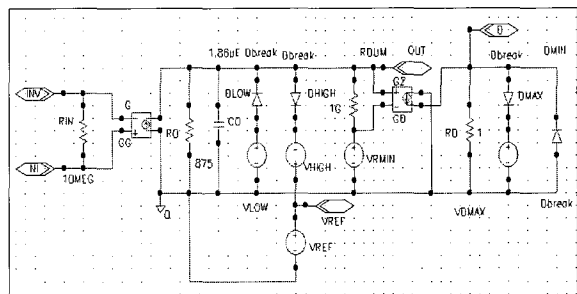 1.86uF Dbreak Dbreak RDUM OUT D Dbreak DMIN
INV
RIN
G
GG
RO
CO
DLOW
DHIGH
1G
G2
GD
RD
1
DMAX
NI
10MEG
875
VHIGH
VRMIN
0
VLOW
VREF
VDMAX
Dbreak
VREF